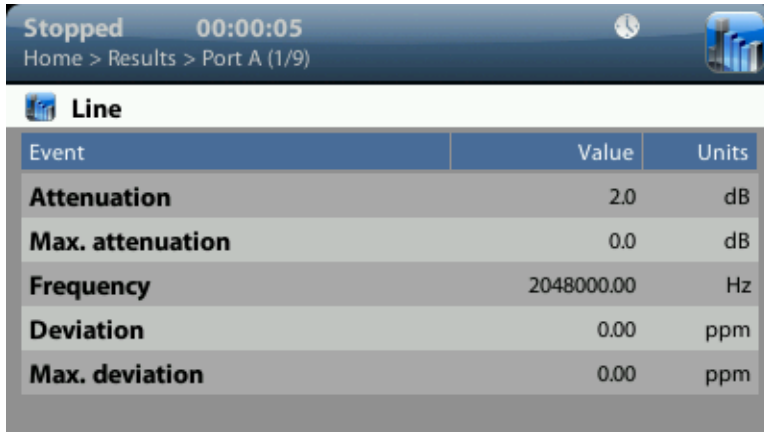 Stopped 00:00:05
Home > Results > Port A (1/9)
Line
Event Value Units
Attenuation 2.0 dB
Max. attenuation 0.0 dB
Frequency 2048000.00 Hz
Deviation 0.00 ppm
Max. deviation 0.00 ppm